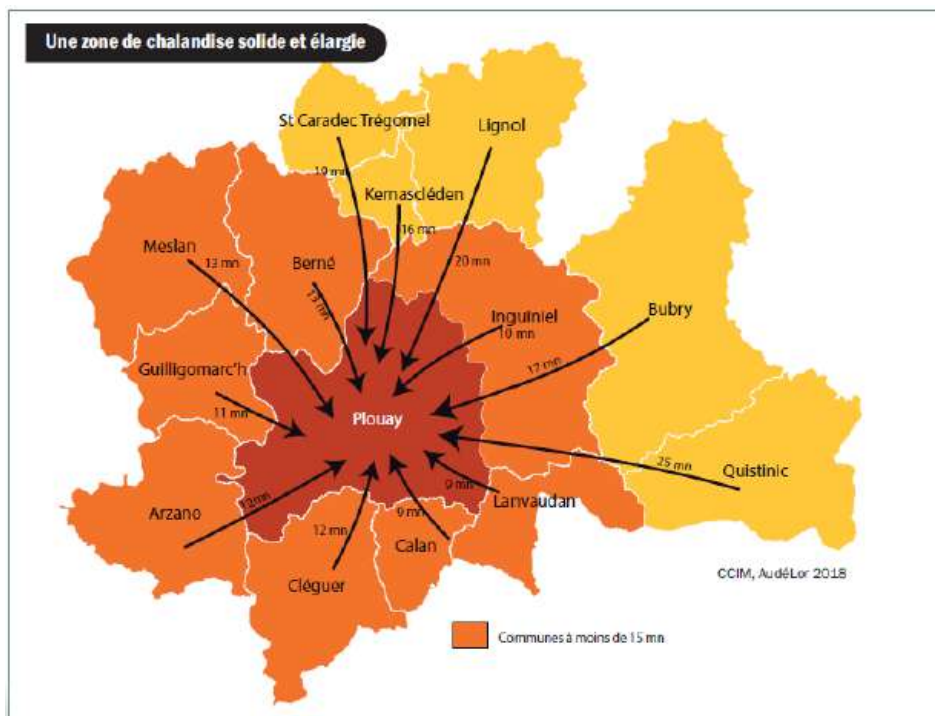 Une zone de chalandise solide et élargie
St Caradec Trégomel
Lignol
19 mn
Kernascléden
16 mn
Meslan
13 mn
Berné
13 mn
20 mn
Inguiniel
10 mn
Bubry
17 mn
Guilligomarc'h
11 mn
Plouay
25 mn
Quistinic
9 mn
Lanvaudan
Arzano
12mn
12 mn
9 mn
Calan
Cléguer
CCIM, AudéLor 2018
Communes à moins de 15 mn